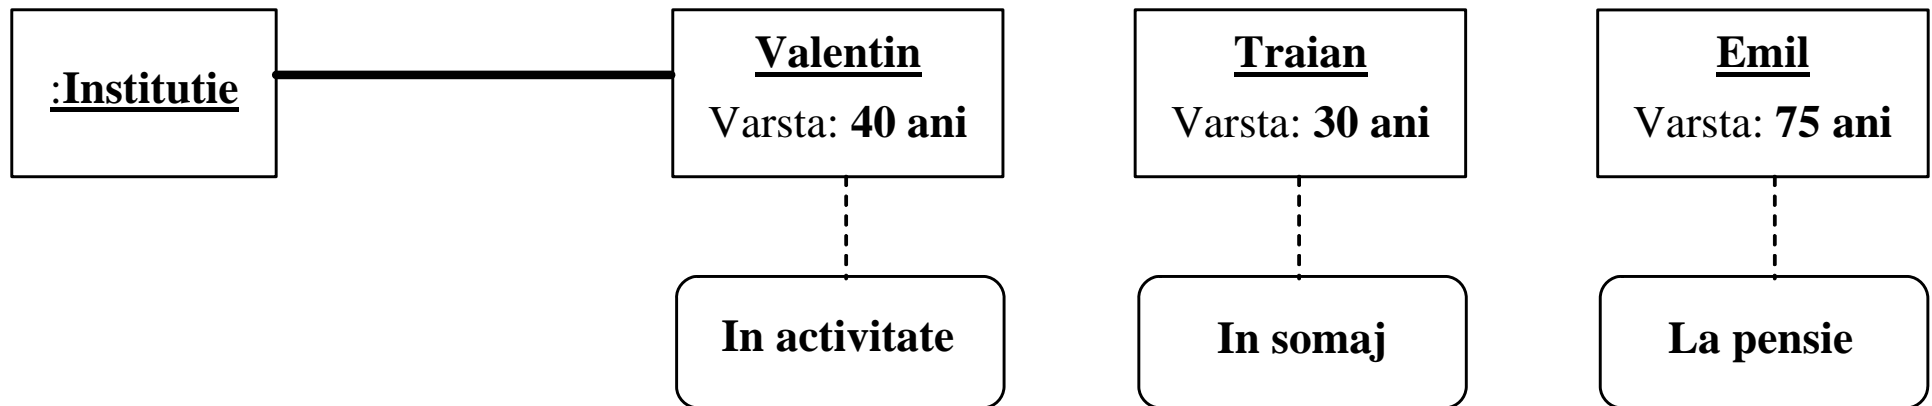 :Institutie
Valentin
Varsta: 40 ani
Traian
Varsta: 30 ani
Emil
Varsta: 75 ani
In activitate
In somaj
La pensie